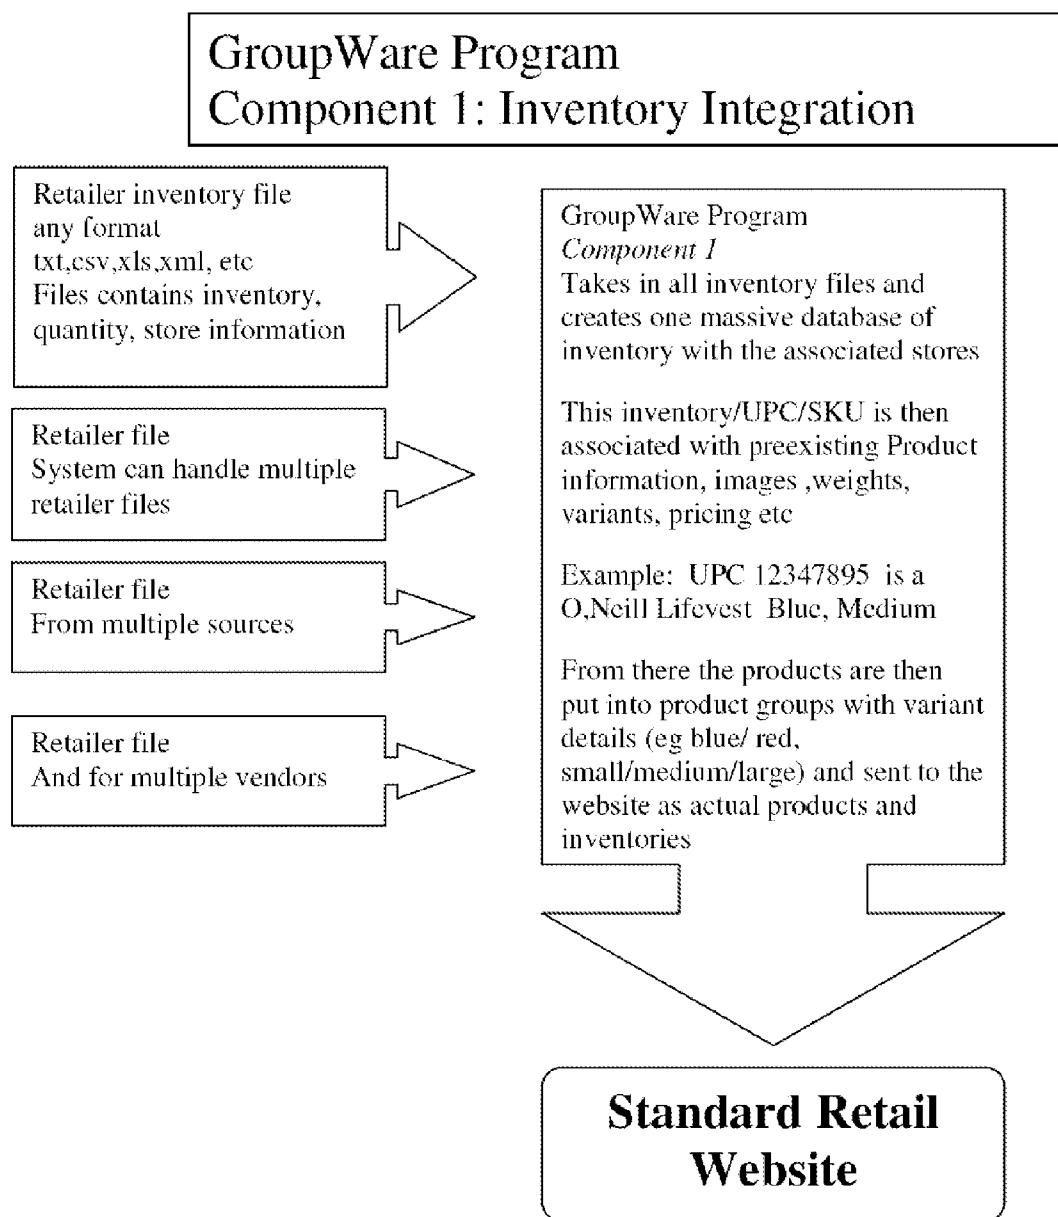 GroupWare Program
Component 1: Inventory Integration
Retailer inventory file
any format
txt,csv,xls,xml, etc
Files contains inventory,
quantity, store information
Retailer file
System can handle multiple
retailer files
Retailer file
From multiple sources
Retailer file
And for multiple vendors
GroupWare Program
Component 1
Takes in all inventory files and
creates one massive database of
inventory with the associated stores
This inventory/UPC/SKU is then
associated with preexisting Product
information, images ,weights,
variants, pricing etc
Example:  UPC 12347895  is a
O,Neill Lifevest  Blue, Medium
From there the products are then
put into product groups with variant
details (eg blue/ red,
small/medium/large) and sent to the
website as actual products and
inventories
Standard Retail
Website